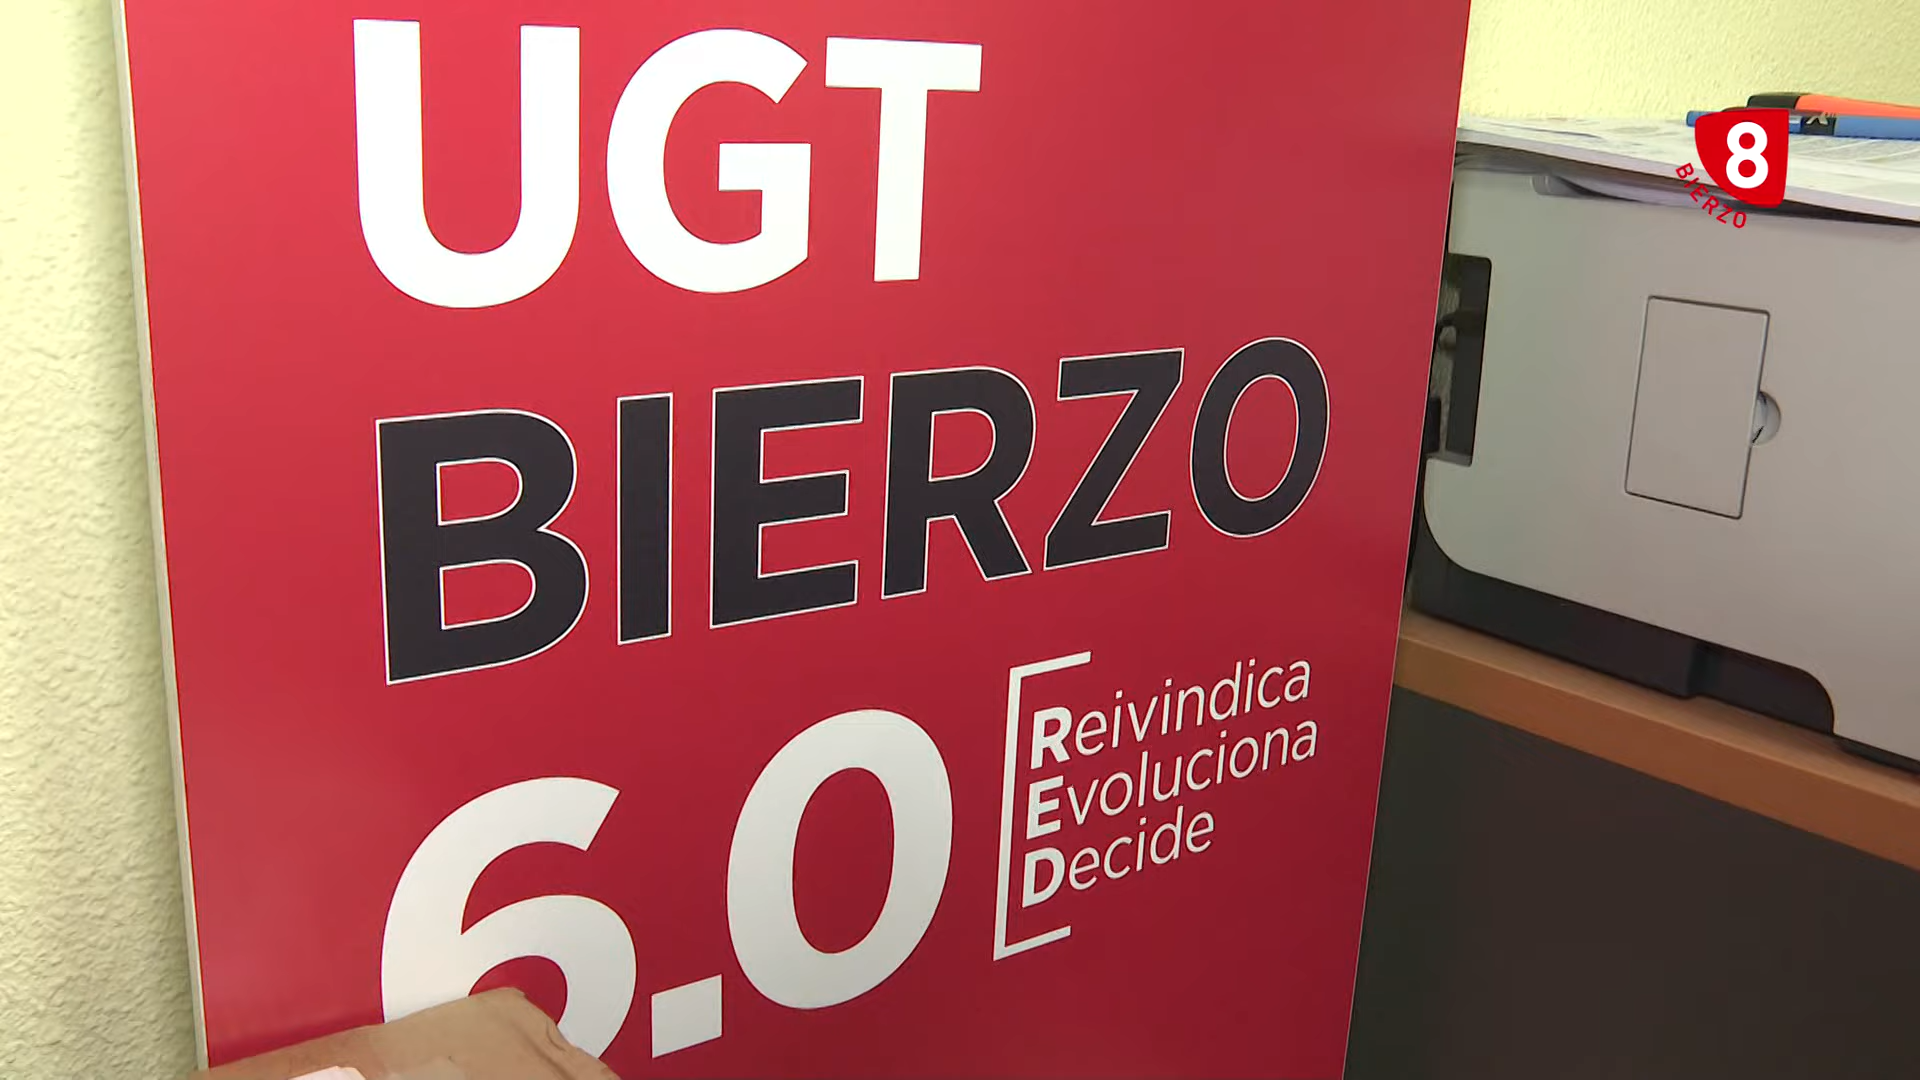 UGT
BIERZO
6.0
Reivindica
Evoluciona
Decide
8
BIERZO